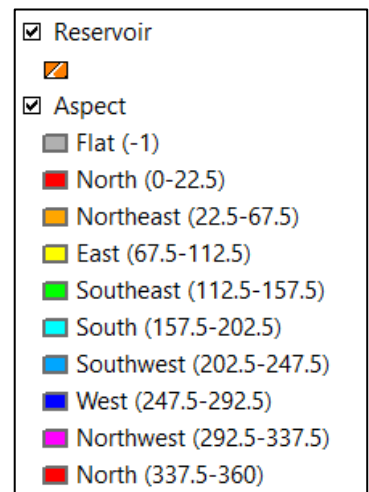 Reservoir
Aspect
Flat (-1)
North (0-22.5)
Northeast (22.5-67.5)
East (67.5-112.5)
Southeast (112.5-157.5)
South (157.5-202.5)
Southwest (202.5-247.5)
West (247.5-292.5)
Northwest (292.5-337.5)
North (337.5-360)